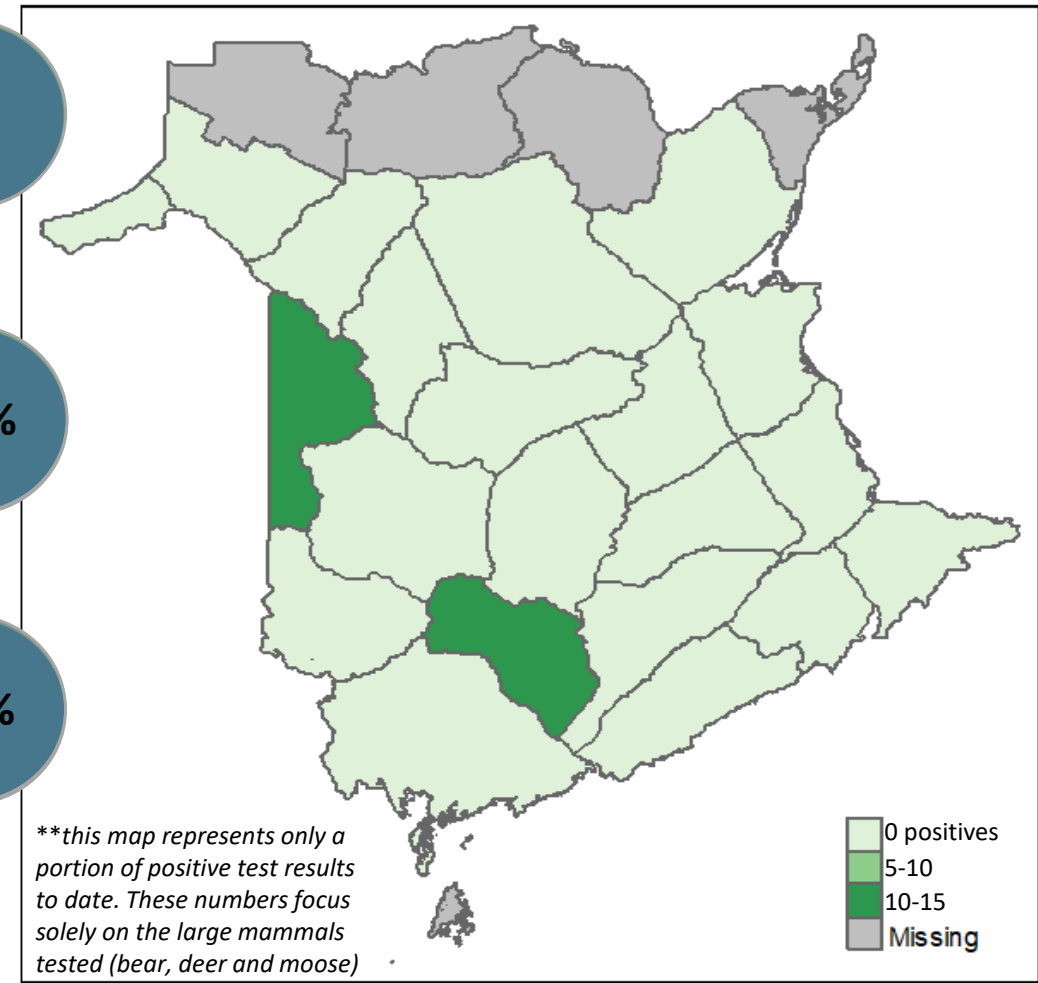 %
%
**this map represents only a
portion of positive test results
to date. These numbers focus
solely on the large mammals
tested (bear, deer and moose)
0 positives
5-10
10-15
Missing